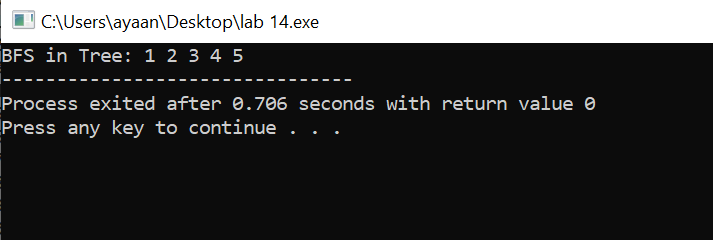 C:\Users\ayaan\Desktop\lab 14.exe
BFS in Tree: 1 2 3 4 5
--------------------------------
Process exited after 0.706 seconds with return value 0
Press any key to continue . . .